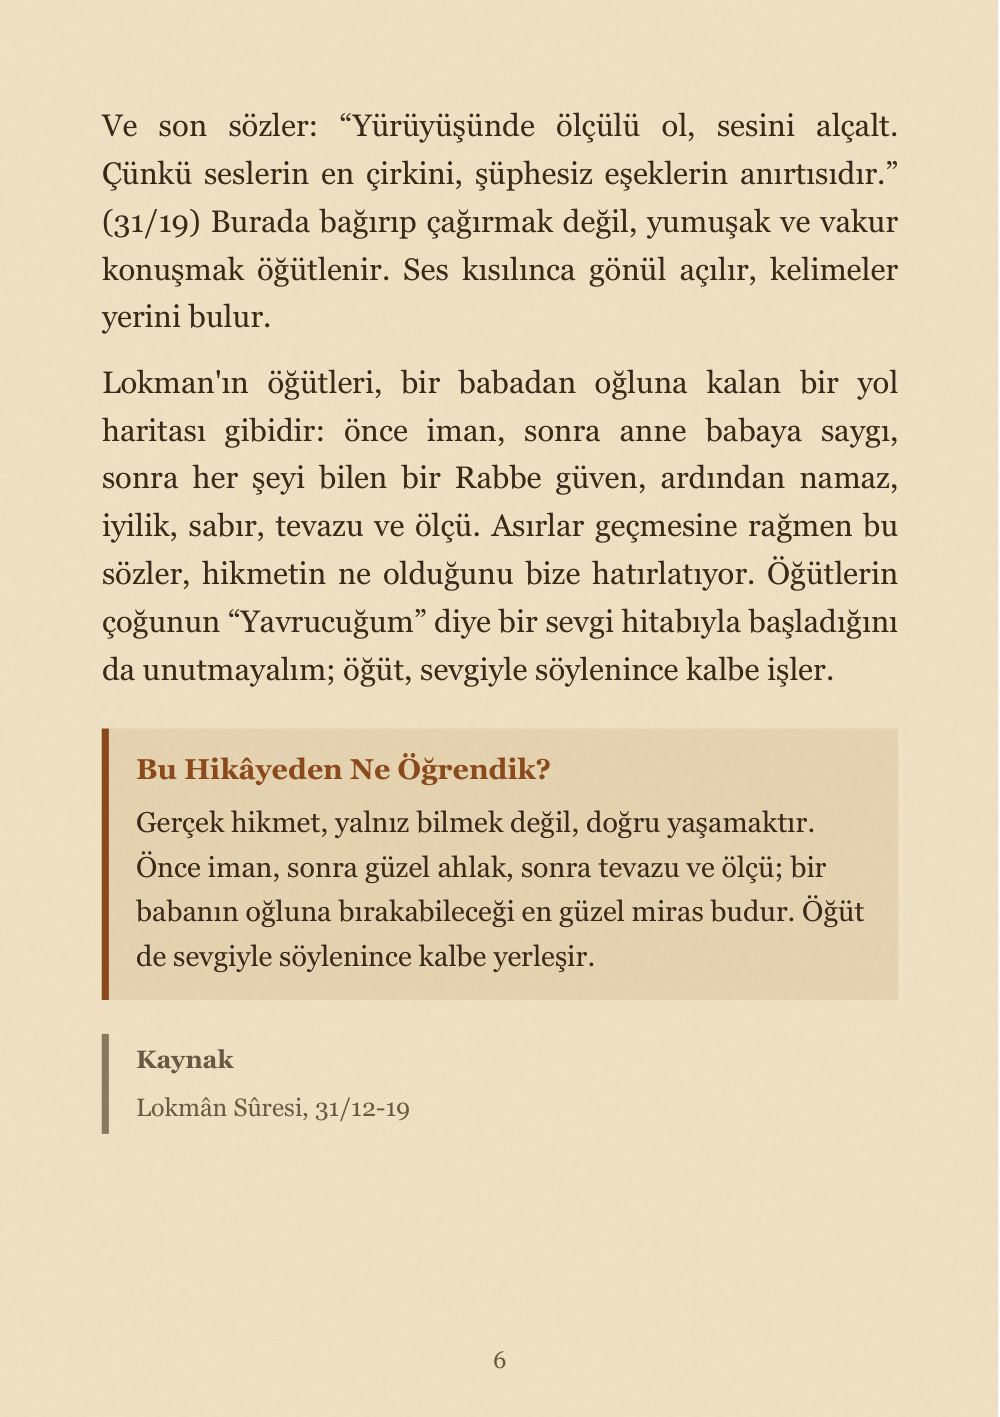 Ve son sözler: “Yürüyüşünde ölçülü ol, sesini alçalt.
Çünkü seslerin en çirkini, şüphesiz eşeklerin anırtısıdır.”
(31/19) Burada bağırıp çağırmak değil, yumuşak ve vakur
konuşmak öğütlenir. Ses kısılınca gönül açılır, kelimeler
yerini bulur.
Lokman'ın öğütleri, bir babadan oğluna kalan bir yol
haritası gibidir: önce iman, sonra anne babaya saygı,
sonra her şeyi bilen bir Rabbe güven, ardından namaz,
iyilik, sabır, tevazu ve ölçü. Asırlar geçmesine rağmen bu
sözler, hikmetin ne olduğunu bize hatırlatıyor. Öğütlerin
çoğunun “Yavrucuğum” diye bir sevgi hitabıyla başladığını
da unutmayalım; öğüt, sevgiyle söylenince kalbe işler.
Bu Hikâyeden Ne Öğrendik?
Gerçek hikmet, yalnız bilmek değil, doğru yaşamaktır.
Önce iman, sonra güzel ahlak, sonra tevazu ve ölçü; bir
babanın oğluna bırakabileceği en güzel miras budur. Öğüt
de sevgiyle söylenince kalbe yerleşir.
Kaynak
Lokmân Sûresi, 31/12-19
6